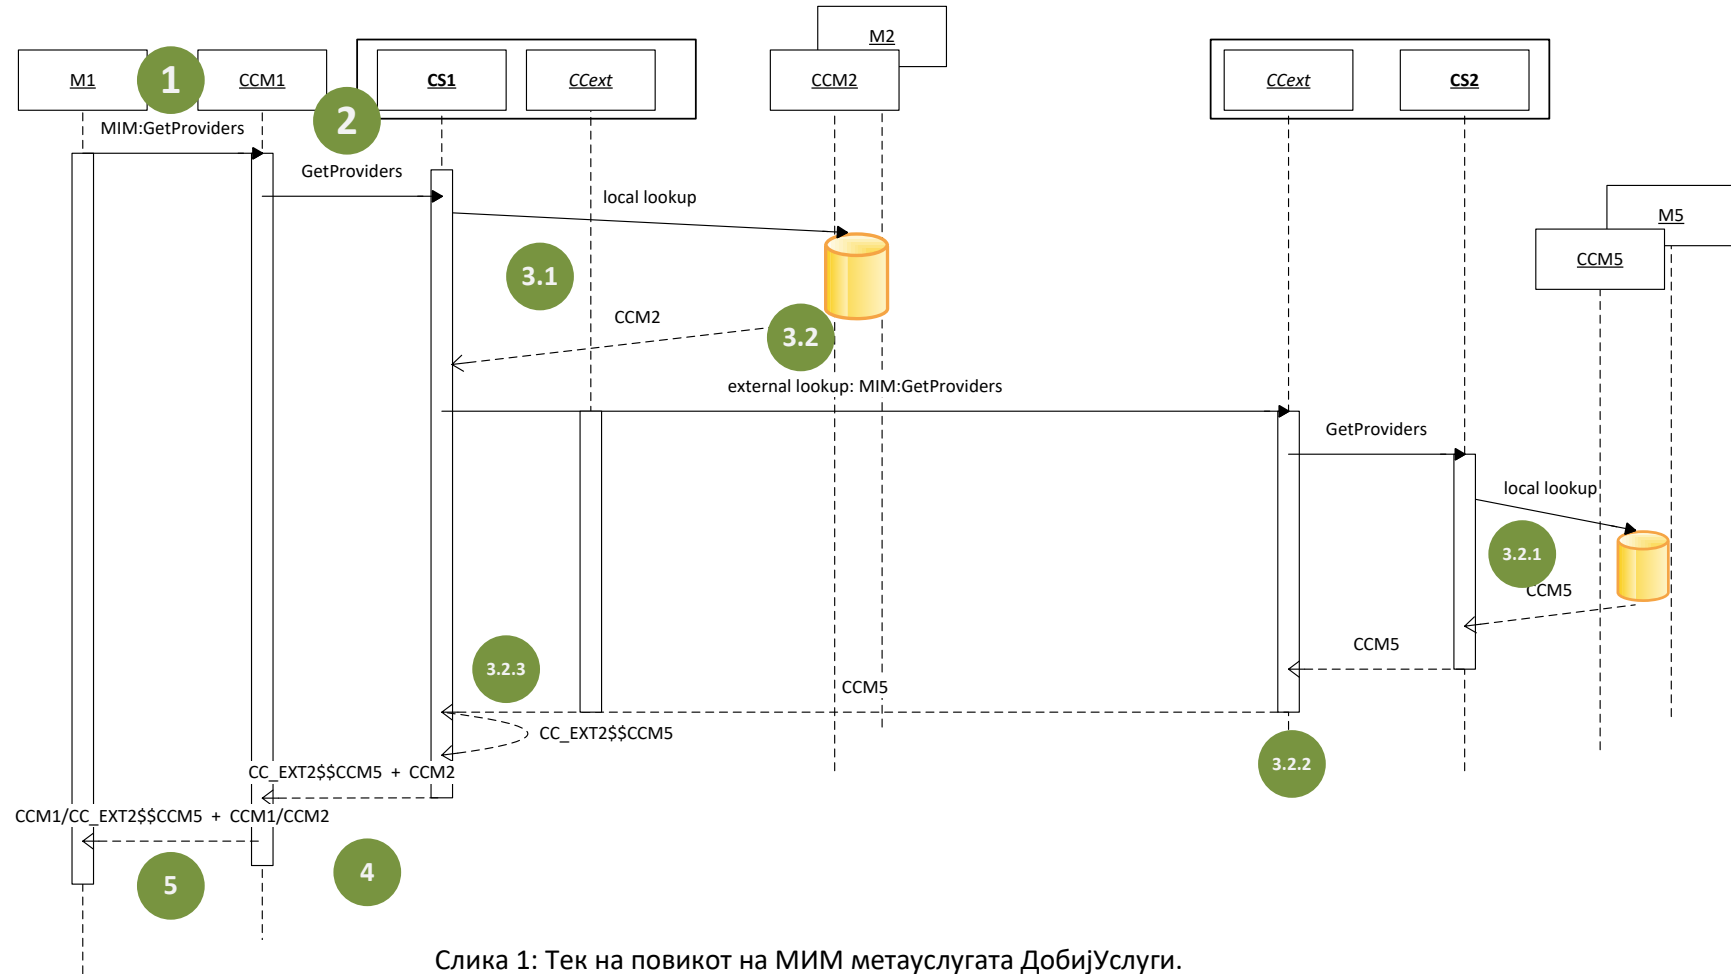 M2
M1
1
CCM1
CS1
CCext
CCM2
CCext
CS2
2
MIM:GetProviders
GetProviders
local lookup
M5
CCM5
3.1
CCM2
3.2
external lookup: MIM:GetProviders
GetProviders
local lookup
3.2.1
CCM5
CCM5
3.2.3
CCM5
CC_EXT2$$CCM5
3.2.2
CC_EXT2$$CCM5 + CCM2
CCM1/CC_EXT2$$CCM5 + CCM1/CCM2
4
5
Слика 1: Тек на повикот на МИМ метауслугата ДобијУслуги.